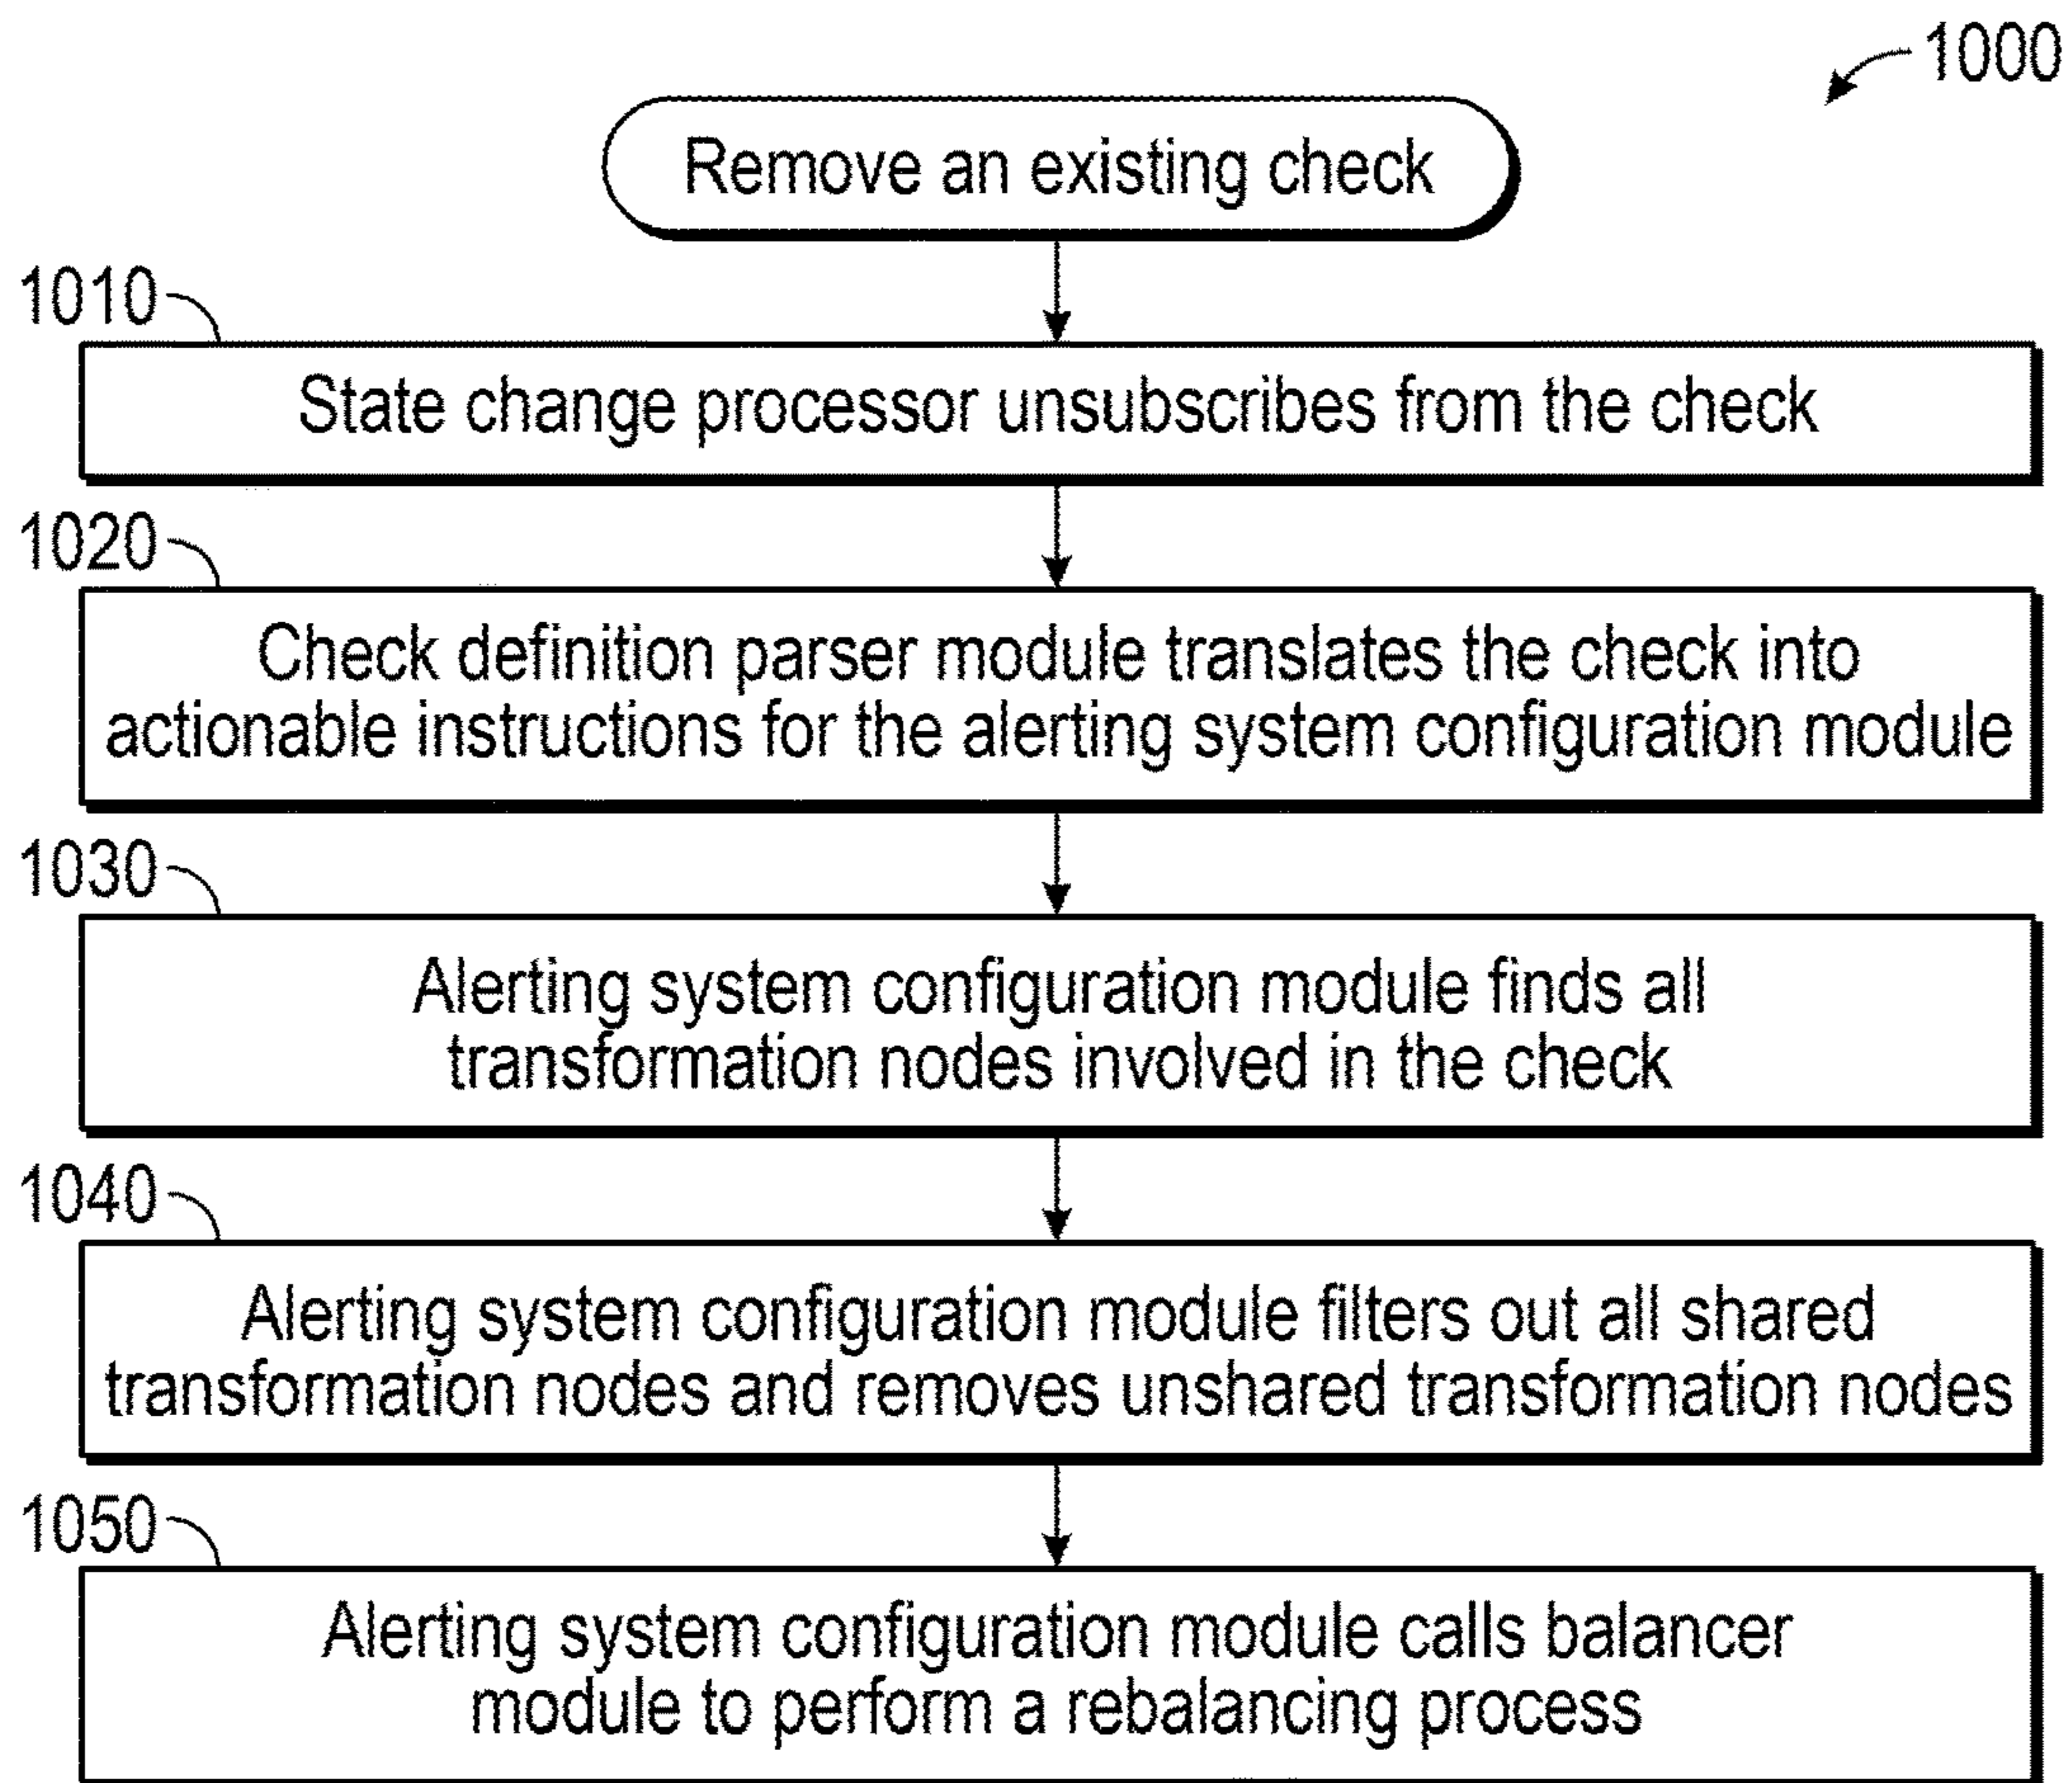 1000
Remove an existing check
1010
State change processor unsubscribes from the check
1020
Check definition parser module translates the check into
actionable instructions for the alerting system configuration module
1030
Alerting system configuration module finds all
transformation nodes involved in the check
1040
Alerting system configuration module filters out all shared
transformation nodes and removes unshared transformation nodes
1050
Alerting system configuration module calls balancer
module to perform a rebalancing process